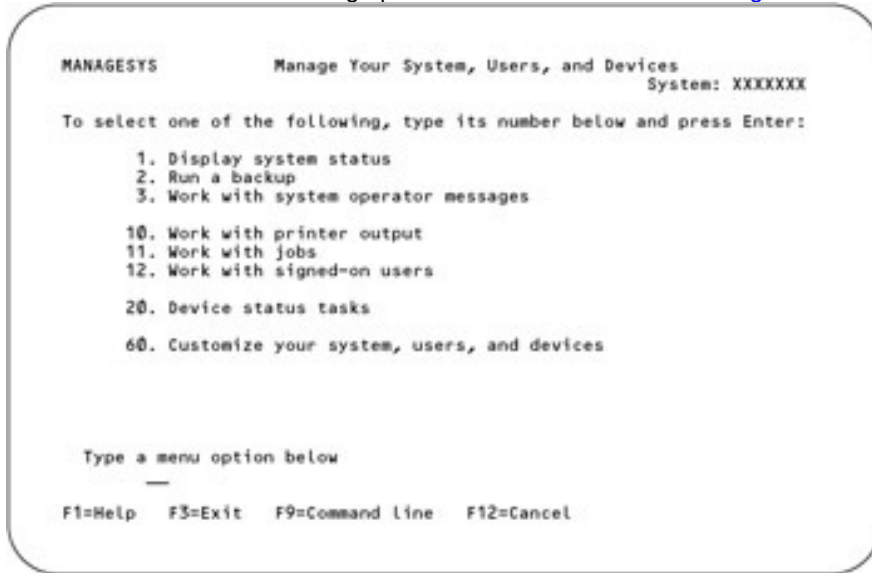 MANAGESYS Manage Your System, Users, and Devices
System: XXXXXXX
To select one of the following, type its number below and press Enter:
1. Display system status
2. Run a backup
3. Work with system operator messages
10. Work with printer output
11. Work with jobs
12. Work with signed-on users
20. Device status tasks
60. Customize your system, users, and devices
Type a menu option below
F1=Help F3=Exit F9=Command line F12=Cancel